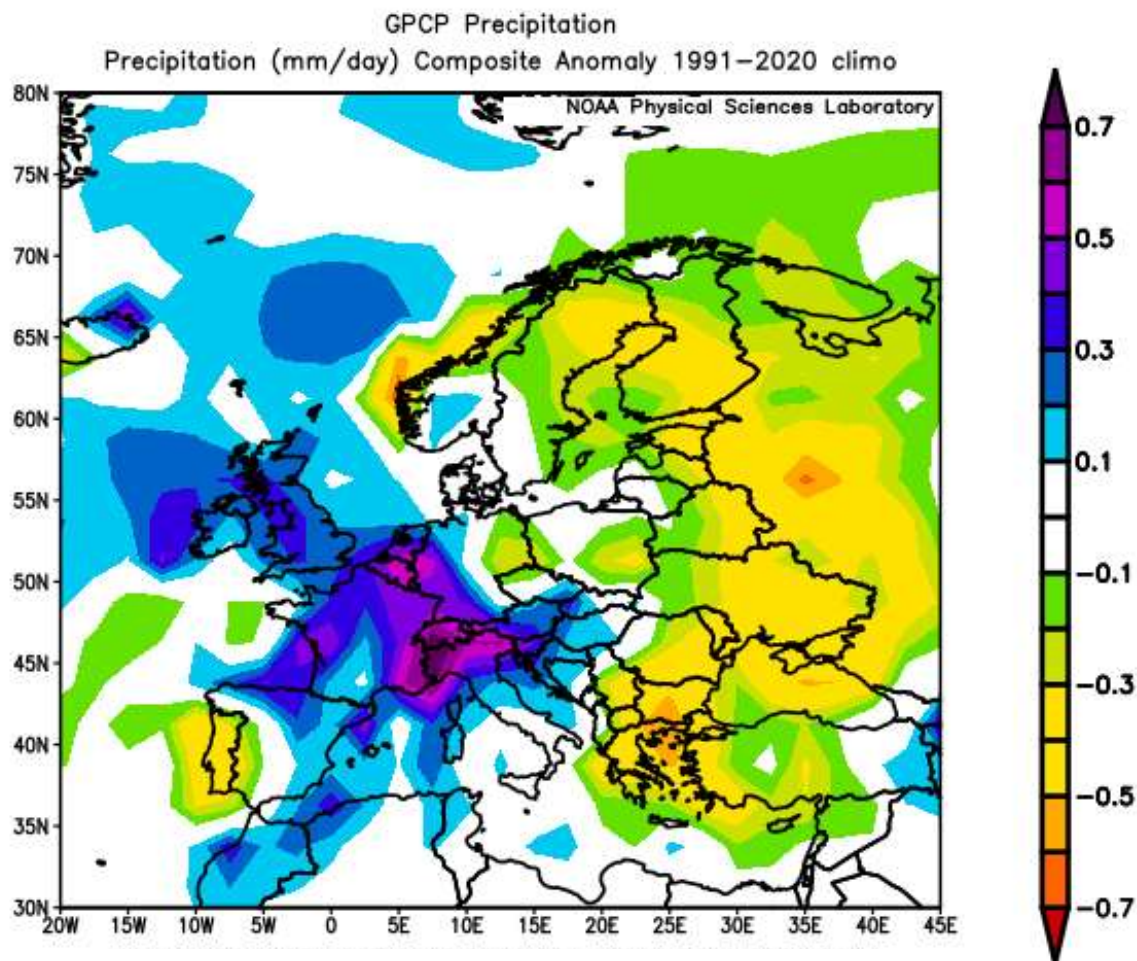 GPCP Precipitation
Precipitation (mm/day) Composite Anomaly 1991-2020 climo
NOAA Physical Sciences Laboratory
80N
75N
70N
65N
60N
55N
50N
45N
40N
35N
30N
20W 15W 10W 5W 0 5E 10E 15E 20E 25E 30E 35E 40E 45E
0.7
0.5
0.3
0.1
-0.1
-0.3
-0.5
-0.7